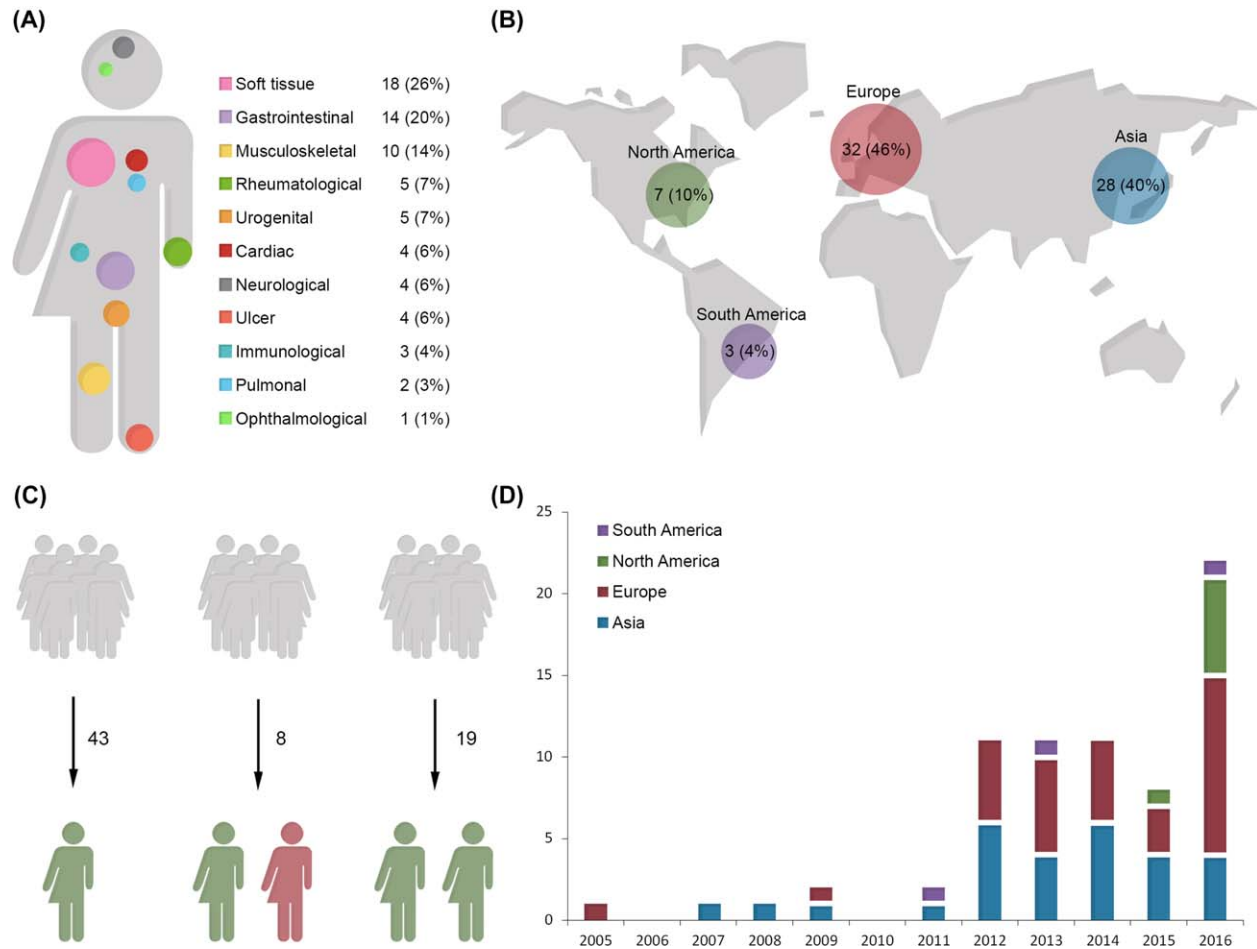 (A)
Soft tissue 18 (26%)
Gastrointestinal 14 (20%)
Musculoskeletal 10 (14%)
Rheumatological 5 (7%)
Urogenital 5 (7%)
Cardiac 4 (6%)
Neurological 4 (6%)
Ulcer 4 (6%)
Immunological 3 (4%)
Pulmonal 2 (3%)
Ophthalmological 1 (1%)
(B)
Europe
32 (46%)
North America
7 (10%)
Asia
28 (40%)
South America
3 (4%)
(C)
43
8
19
(D)
25
20
15
10
5
0
South America
North America
Europe
Asia
2005 2006 2007 2008 2009 2010 2011 2012 2013 2014 2015 2016